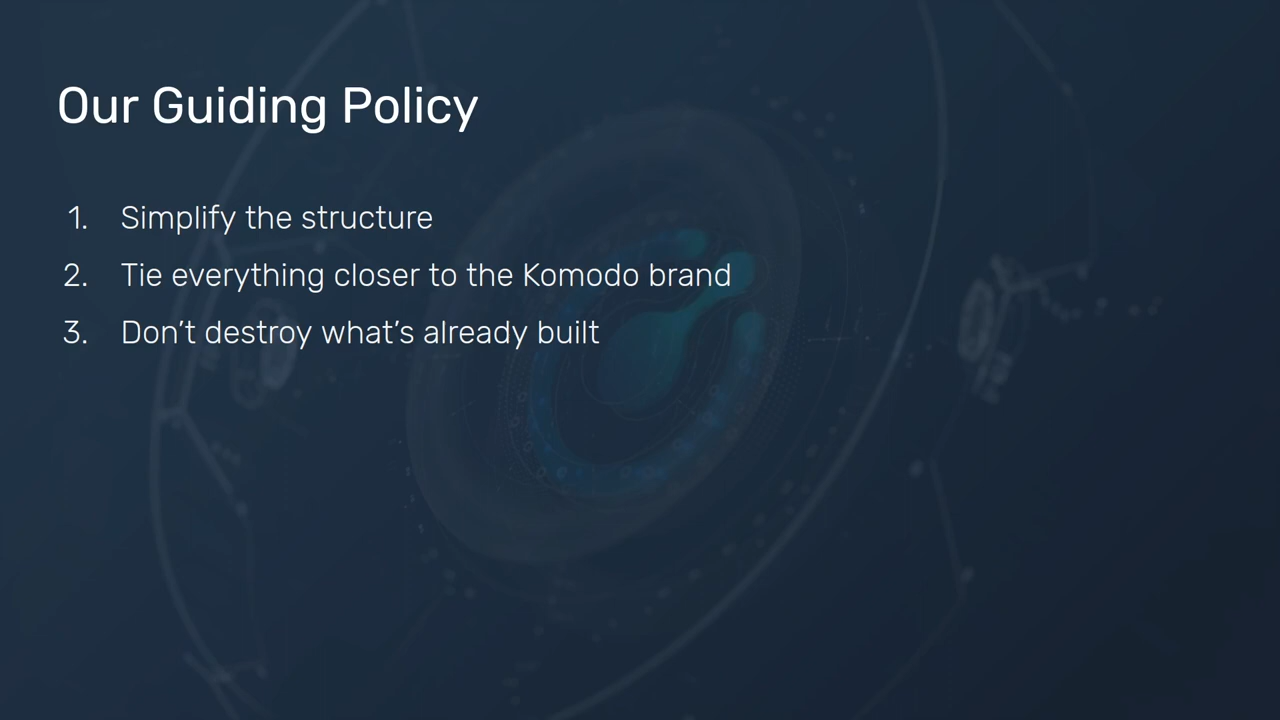 Our Guiding Policy
1. Simplify the structure
2. Tie everything closer to the Komodo brand
3. Don’t destroy what’s already built